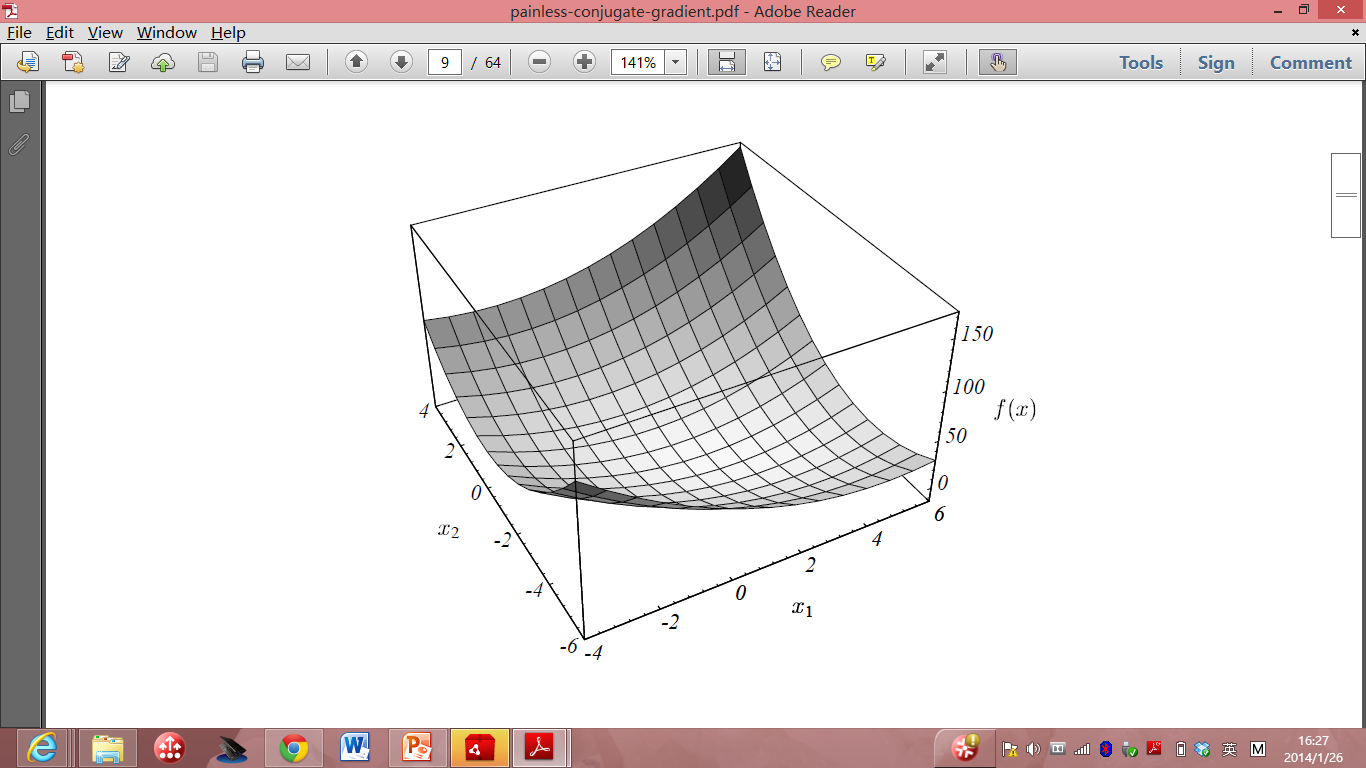 painless-conjugate-gradient.pdf - Adobe Reader
File Edit View Window Help
9 / 64 141% Tools Sign Comment
150
100
f(x)
50
0
6
4
2
0
x2
-2
-4
-6
-4
-2
0
x1
2
4
英 M
16:27
2014/1/26